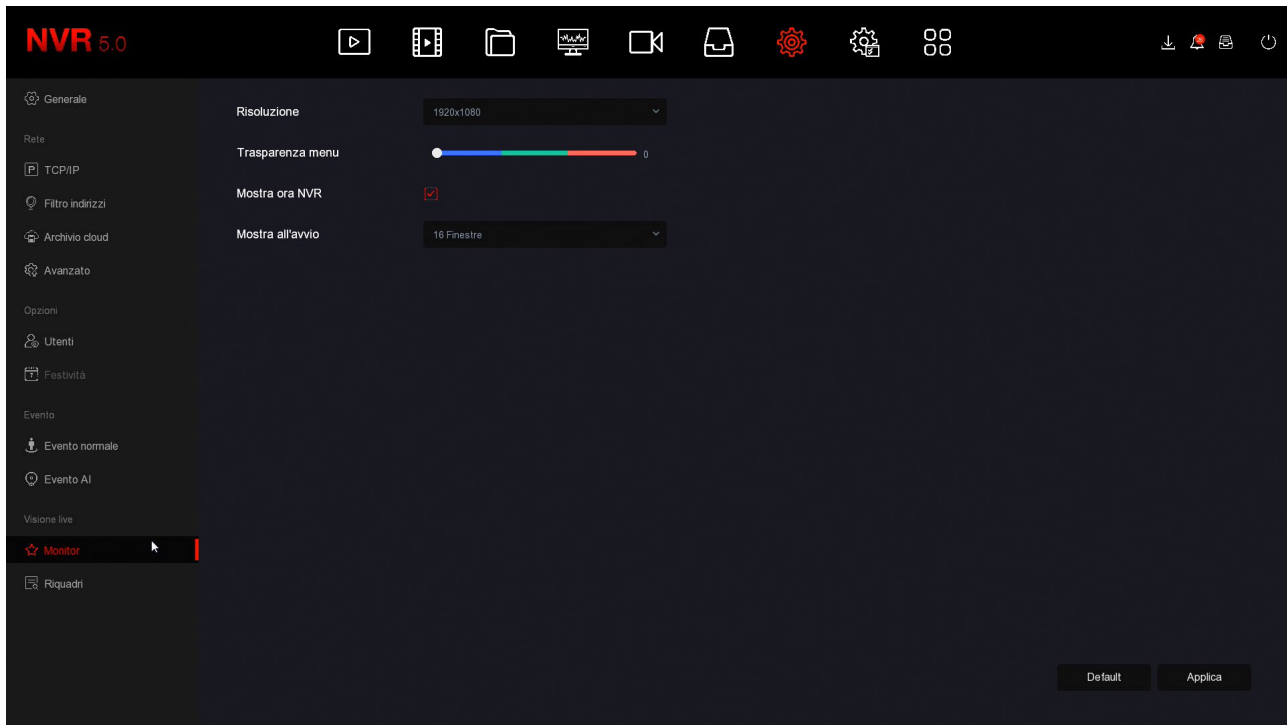 NVR 5.0
Generale
Rete
TCP/IP
Filtro indirizzi
Archivio cloud
Avanzato
Opzioni
Utenti
Festività
Evento
Evento normale
Evento AI
Visione live
Monitor
Riquadri
Risoluzione 1920x1080
Trasparenza menu 0
Mostra ora NVR
Mostra all'avvio 16 Finestre
Default Applica